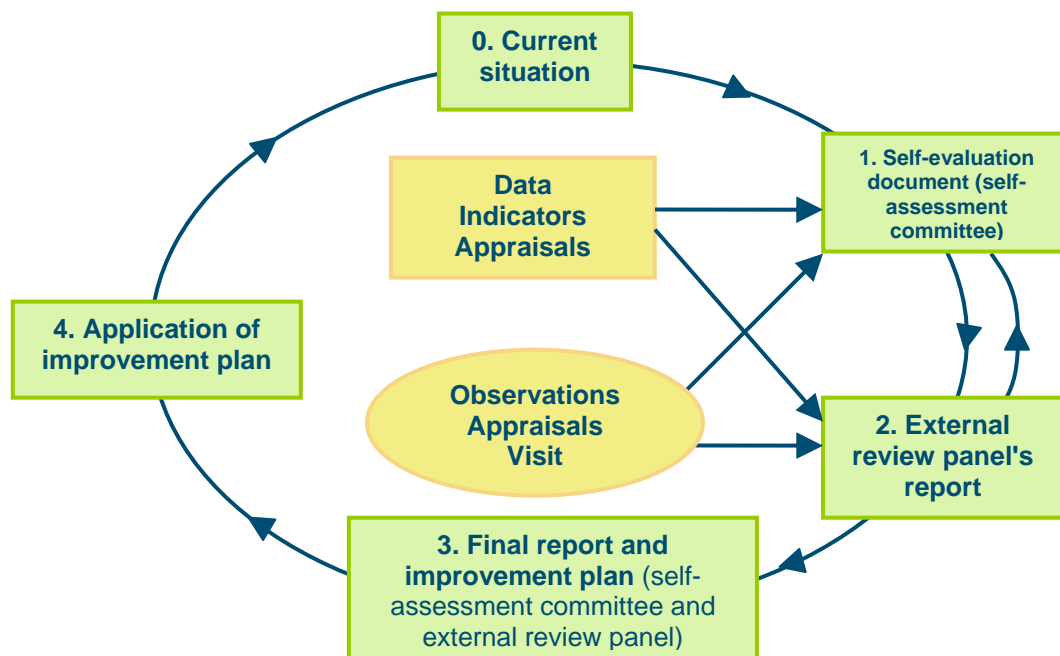 0. Current
situation
1. Self-evaluation
document (self-
assessment
committee)
Data
Indicators
Appraisals
4. Application of
improvement plan
Observations
Appraisals
Visit
2. External
review panel's
report
3. Final report and
improvement plan (self-
assessment committee and
external review panel)